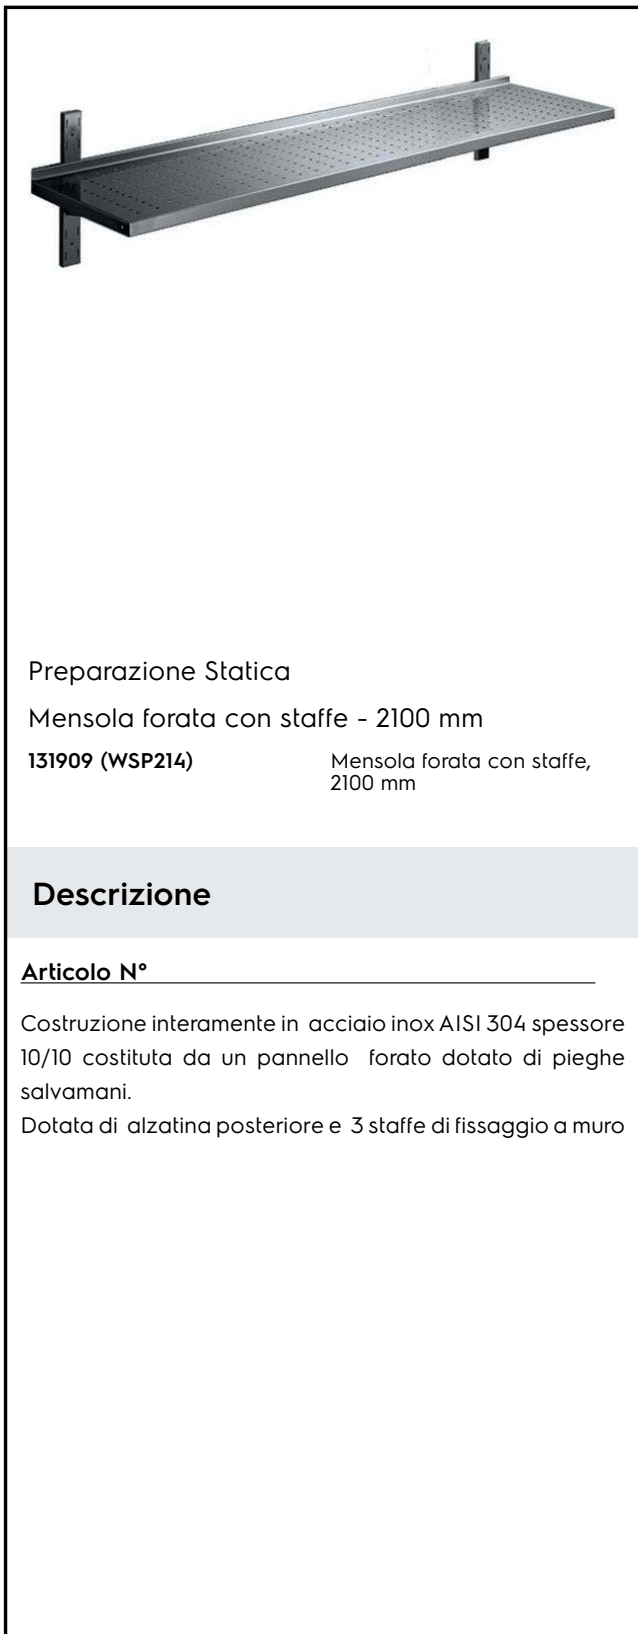 Preparazione Statica
Mensola forata con staffe - 2100 mm
131909 (WSP214) Mensola forata con staffe,
2100 mm
Descrizione
Articolo N°
Costruzione interamente in acciaio inox AISI 304 spessore
10/10 costituta da un pannello forato dotato di pieghe
salvamani.
Dotata di alzatina posteriore e 3 staffe di fissaggio a muro